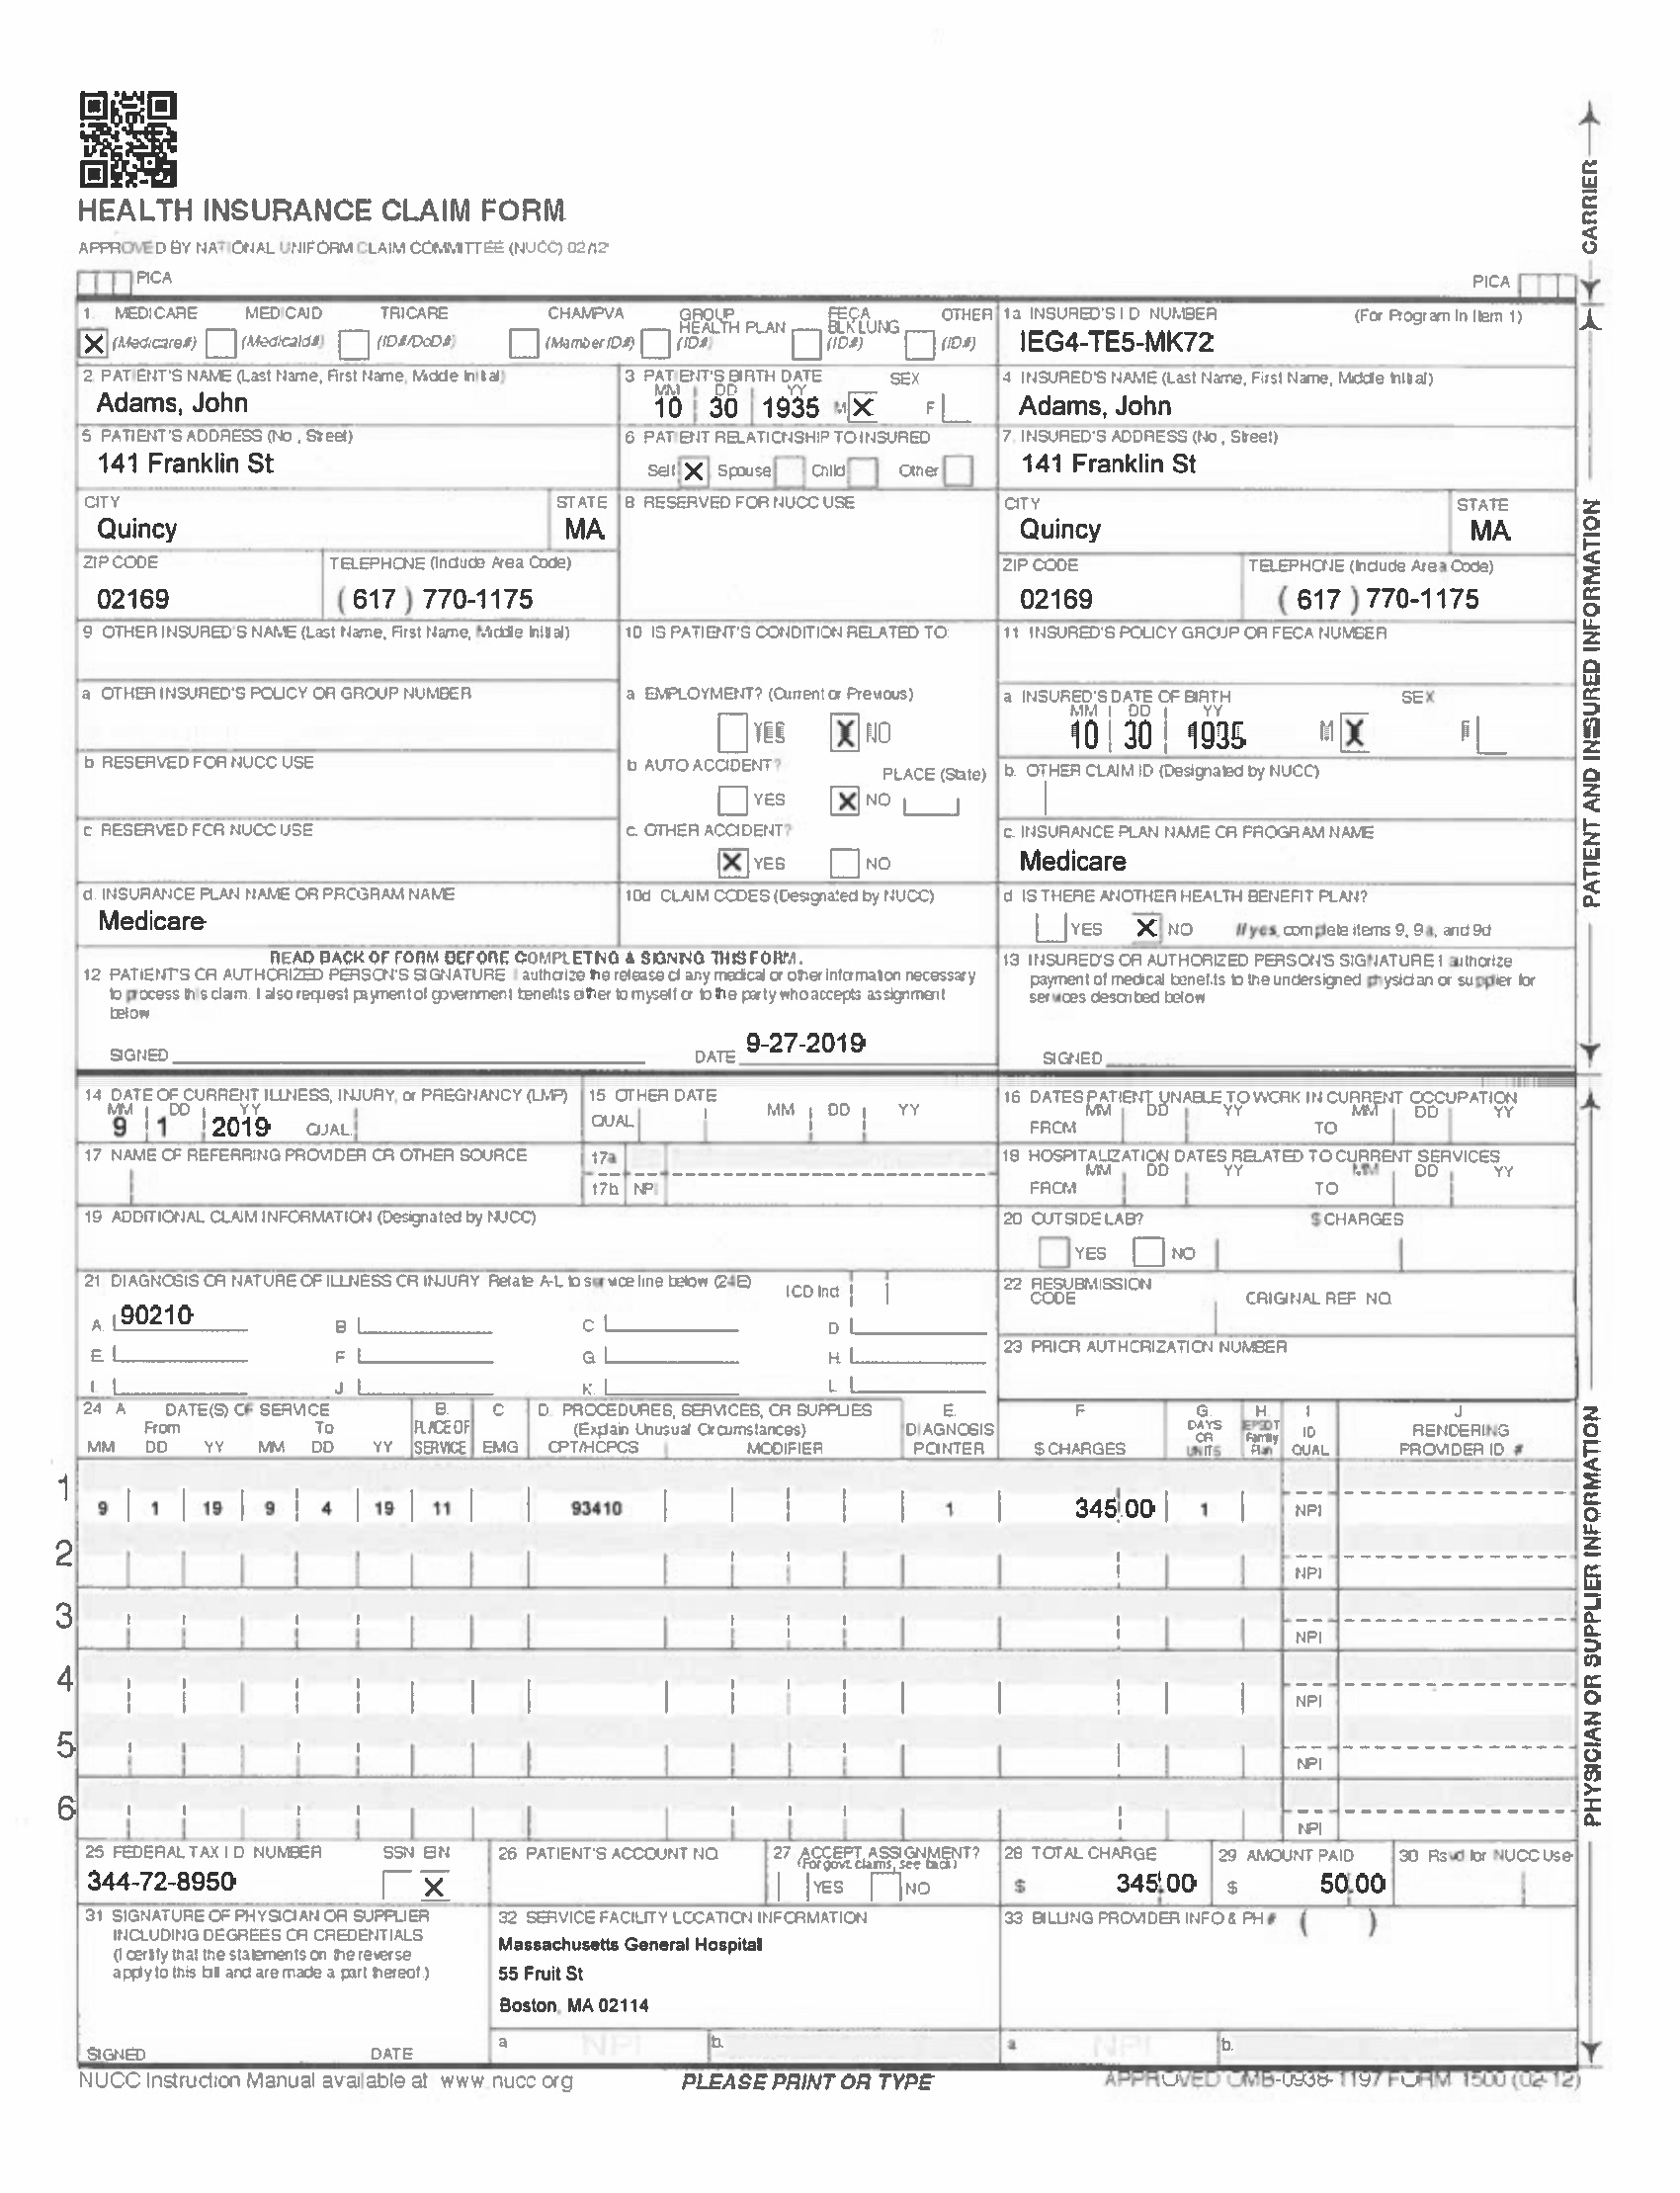 HEALTH INSURANCE CLAIM FORM
APPROVED BY NATIONAL UNIFORM CLAIM COMMITTEE (NUCC) 02/12
PICA
PICA
CARRIER
1. MEDICARE MEDICAID TRICARE CHAMPVA GROUP HEALTH PLAN FECA BLK LUNG OTHER
X (Medicare#) (Medicaid#) (ID#/DoD#) (Member ID#) (ID#) (ID#) (ID#)
1a INSURED'S I D NUMBER (For Program In Item 1)
IEG4-TE5-MK72
2. PATIENT'S NAME (Last Name, First Name, Middle Initial)
Adams, John
3 PATIENT'S BIRTH DATE SEX
MM DD YY
10 30 1935 M X F
4 INSURED'S NAME (Last Name, First Name, Middle Initial)
Adams, John
5 PATIENT'S ADDRESS (No , Street)
141 Franklin St
6 PATIENT RELATIONSHIP TO INSURED
Self X Spouse Child Other
7. INSURED'S ADDRESS (No , Street)
141 Franklin St
CITY STATE
Quincy MA
8 RESERVED FOR NUCC USE
CITY STATE
Quincy MA
ZIP CODE TELEPHONE (Include Area Code)
02169 ( 617 ) 770-1175
ZIP CODE TELEPHONE (Include Area Code)
02169 ( 617 ) 770-1175
9 OTHER INSURED'S NAME (Last Name, First Name, Middle Initial)
10 IS PATIENT'S CONDITION RELATED TO
11 INSURED'S POLICY GROUP OR FECA NUMBER
a OTHER INSURED'S POLICY OR GROUP NUMBER
a EMPLOYMENT? (Current or Previous)
YES X NO
a INSURED'S DATE OF BIRTH SEX
MM DD YY
10 30 1935 M X F
b RESERVED FOR NUCC USE
b AUTO ACCIDENT? PLACE (State)
YES X NO
b. OTHER CLAIM ID (Designated by NUCC)
c RESERVED FOR NUCC USE
c. OTHER ACCIDENT?
X YES NO
c. INSURANCE PLAN NAME OR PROGRAM NAME
Medicare
d. INSURANCE PLAN NAME OR PROGRAM NAME
Medicare
10d CLAIM CODES (Designated by NUCC)
d IS THERE ANOTHER HEALTH BENEFIT PLAN?
YES X NO If yes, complete items 9, 9a, and 9d
READ BACK OF FORM BEFORE COMPLETING & SIGNING THIS FORM.
12 PATIENT'S OR AUTHORIZED PERSON'S SIGNATURE I authorize the release of any medical or other information necessary
to process this claim. I also request payment of government benefits either to myself or to the party who accepts assignment
below
SIGNED DATE 9-27-2019
13 INSURED'S OR AUTHORIZED PERSON'S SIGNATURE I authorize
payment of medical benefits to the undersigned physician or supplier for
services described below
SIGNED
PATIENT AND INSURED INFORMATION
14 DATE OF CURRENT ILLNESS, INJURY, or PREGNANCY (LMP)
MM DD YY
9 1 2019 QUAL
15 OTHER DATE
QUAL MM DD YY
16 DATES PATIENT UNABLE TO WORK IN CURRENT OCCUPATION
MM DD YY MM DD YY
FROM TO
17 NAME OF REFERRING PROVIDER OR OTHER SOURCE
17a
17b NPI
18 HOSPITALIZATION DATES RELATED TO CURRENT SERVICES
MM DD YY MM DD YY
FROM TO
19 ADDITIONAL CLAIM INFORMATION (Designated by NUCC)
20 OUTSIDE LAB? $ CHARGES
YES NO
21 DIAGNOSIS OR NATURE OF ILLNESS OR INJURY Relate A-L to service line below (24E) ICD Ind
A. 90210 B C D
E F G H
I. J K L
22 RESUBMISSION
CODE ORIGINAL REF NO.
23 PRIOR AUTHORIZATION NUMBER
24 A DATE(S) OF SERVICE B. C D. PROCEDURES, SERVICES, OR SUPPLIES E. F G. H I J
From To PLACE OF (Explain Unusual Circumstances) DIAGNOSIS DAYS OR EPSDT Family ID RENDERING
MM DD YY MM DD YY SERVICE EMG CPT/HCPCS MODIFIER POINTER $ CHARGES UNITS Plan QUAL PROVIDER ID #
1
9 1 19 9 4 19 11 93410 1 345 00 1 NPI
2 NPI
3 NPI
4 NPI
5 NPI
6 NPI
25 FEDERAL TAX I D NUMBER SSN EIN
344-72-8950 X
26 PATIENT'S ACCOUNT NO
27 ACCEPT ASSIGNMENT?
(For govt. claims, see back)
YES NO
28 TOTAL CHARGE
$ 345 00
29 AMOUNT PAID
$ 50 00
30 Rsvd for NUCC Use
31 SIGNATURE OF PHYSICIAN OR SUPPLIER
INCLUDING DEGREES OR CREDENTIALS
(I certify that the statements on the reverse
apply to this bill and are made a part thereof.)
SIGNED DATE
32 SERVICE FACILITY LOCATION INFORMATION
Massachusetts General Hospital
55 Fruit St
Boston, MA 02114
a NPI b.
33 BILLING PROVIDER INFO & PH # ( )
a NPI b.
PHYSICIAN OR SUPPLIER INFORMATION
NUCC Instruction Manual available at www.nucc.org
PLEASE PRINT OR TYPE
APPROVED OMB-0938-1197 FORM 1500 (02-12)